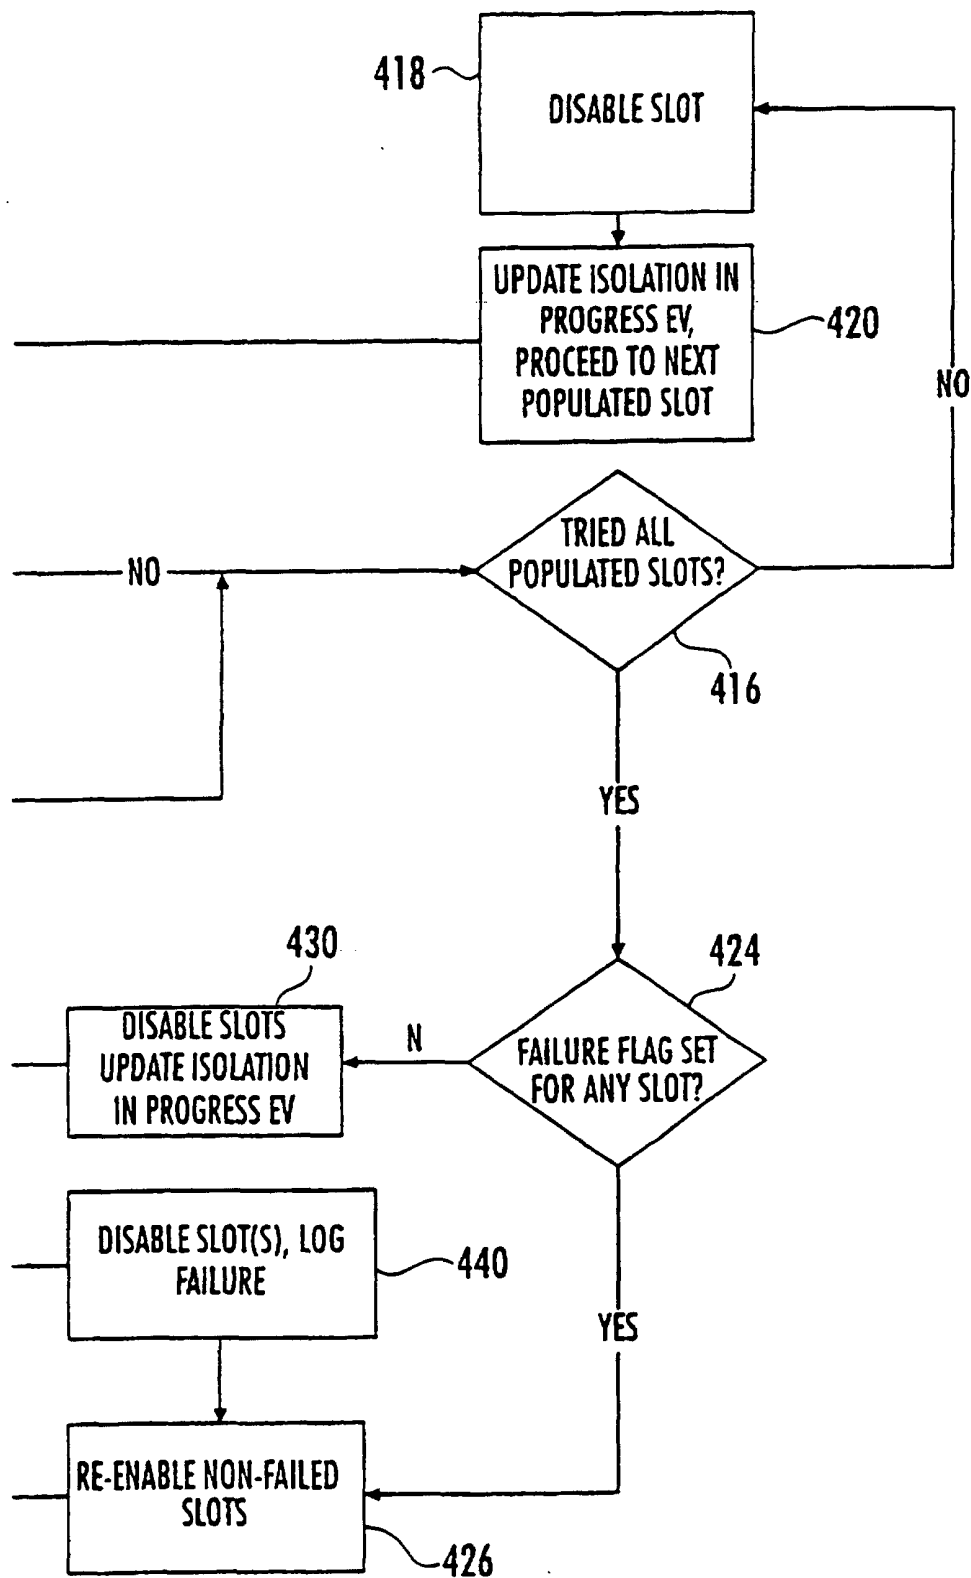 418
DISABLE SLOT
UPDATE ISOLATION IN
PROGRESS EV,
PROCEED TO NEXT
POPULATED SLOT
420
NO
TRIED ALL
POPULATED SLOTS?
NO
416
YES
430
424
DISABLE SLOTS
UPDATE ISOLATION
IN PROGRESS EV
N
FAILURE FLAG SET
FOR ANY SLOT?
DISABLE SLOT(S), LOG
FAILURE
440
YES
RE-ENABLE NON-FAILED
SLOTS
426